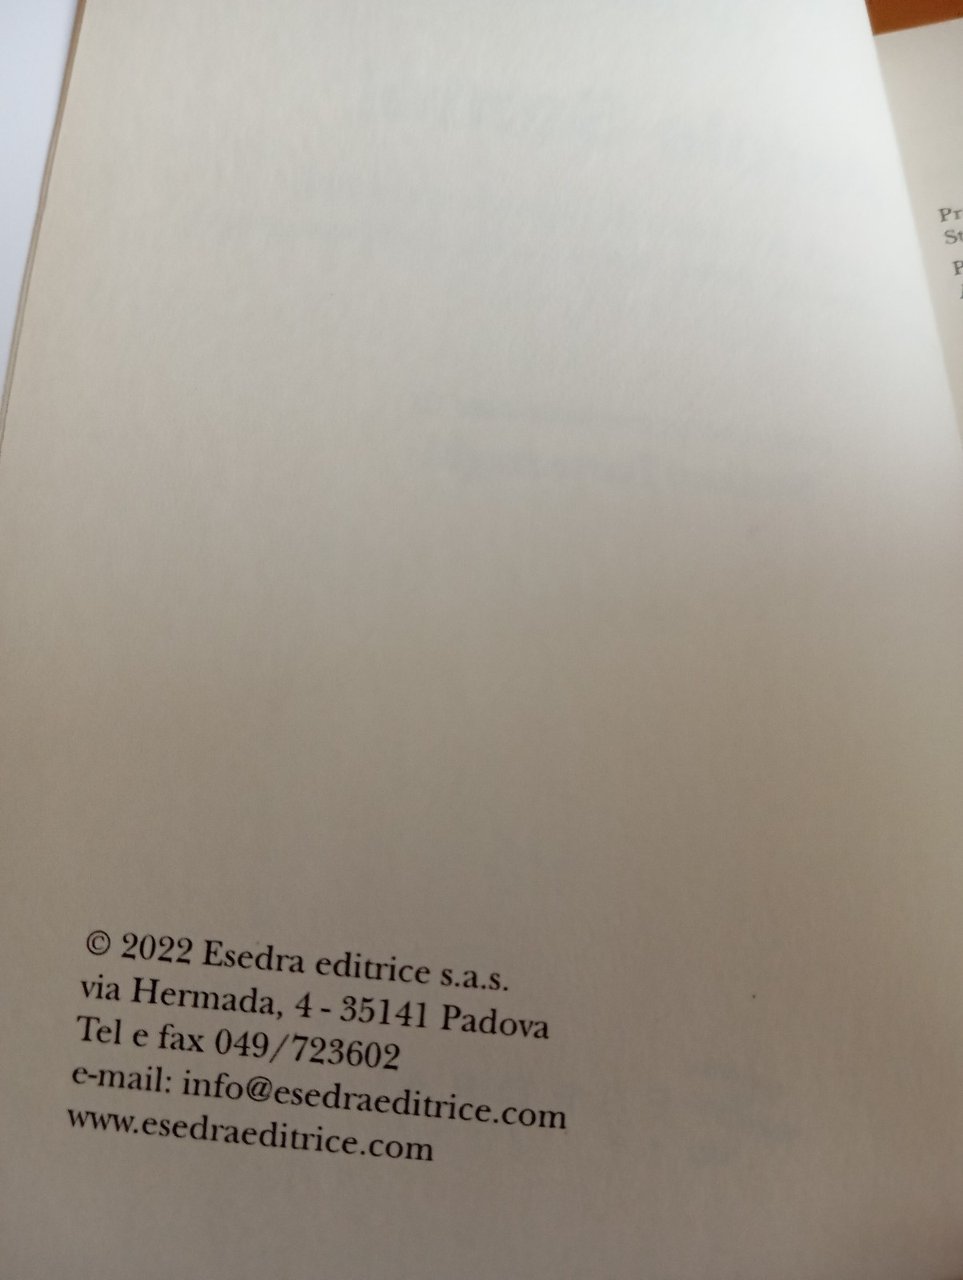 © 2022 Esedra editrice s.a.s.
via Hermada, 4 - 35141 Padova
Tel e fax 049/723602
e-mail: info@esedraeditrice.com
www.esedraeditrice.com